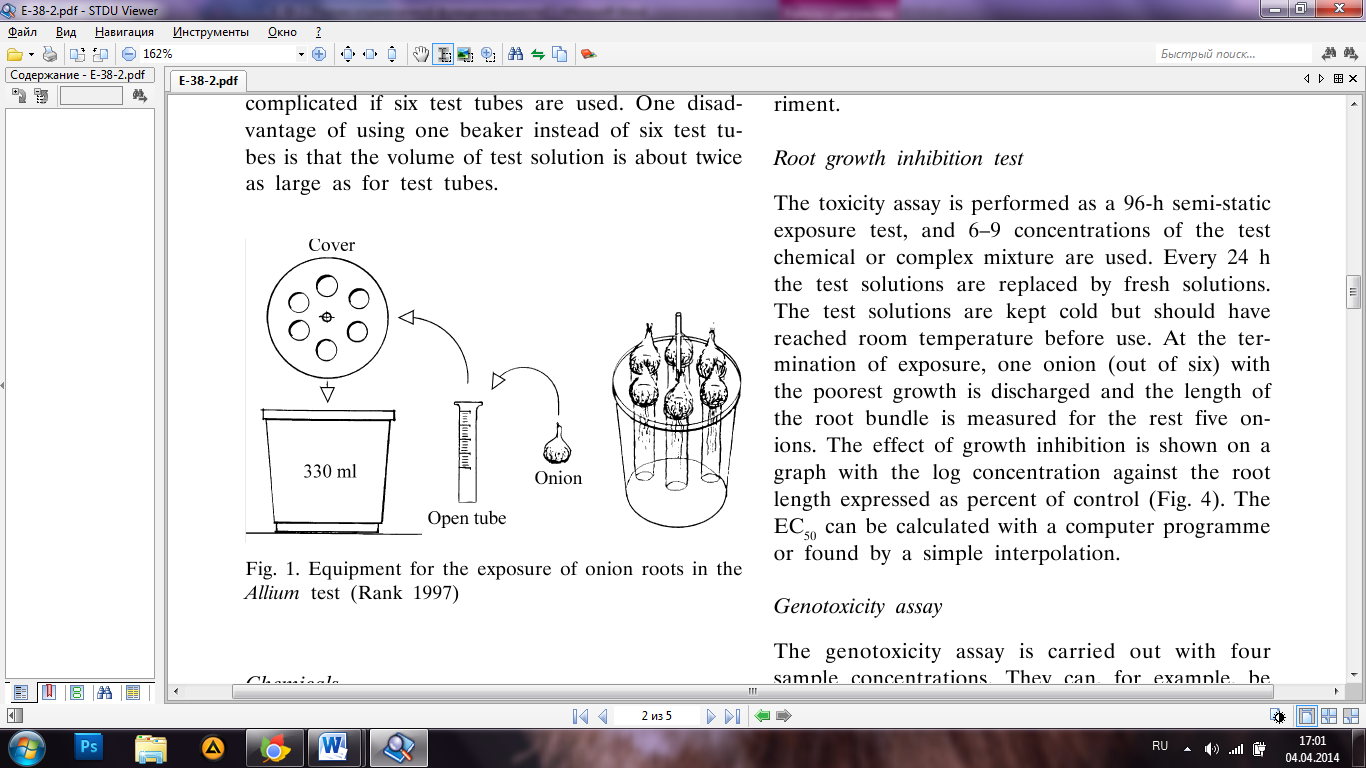 E-38-2.pdf - STDU Viewer
Файл Вид Навигация Инструменты Окно ?
162%
Быстрый поиск...
Содержание - E-38-2.pdf
E-38-2.pdf
complicated if six test tubes are used. One disad-
vantage of using one beaker instead of six test tu-
bes is that the volume of test solution is about twice
as large as for test tubes.
Cover
330 ml
Onion
Open tube
Fig. 1. Equipment for the exposure of onion roots in the
Allium test (Rank 1997)
Chemicals
riment.
Root growth inhibition test
The toxicity assay is performed as a 96-h semi-static
exposure test, and 6–9 concentrations of the test
chemical or complex mixture are used. Every 24 h
the test solutions are replaced by fresh solutions.
The test solutions are kept cold but should have
reached room temperature before use. At the ter-
mination of exposure, one onion (out of six) with
the poorest growth is discharged and the length of
the root bundle is measured for the rest five on-
ions. The effect of growth inhibition is shown on a
graph with the log concentration against the root
length expressed as percent of control (Fig. 4). The
EC50 can be calculated with a computer programme
or found by a simple interpolation.
Genotoxicity assay
The genotoxicity assay is carried out with four
sample concentrations. They can, for example, be
2 из 5
Ps
W
RU
17:01
04.04.2014